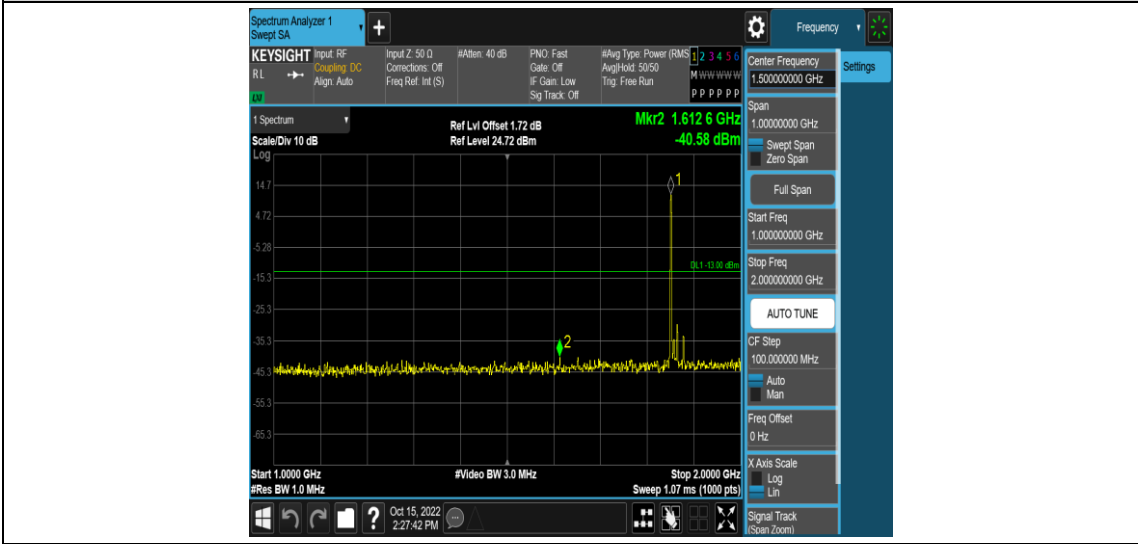 Spectrum Analyzer 1
Swept SA
+
Frequency
KEYSIGHT
RL
Input: RF
Coupling: DC
Align: Auto
Input Z: 50 Ω
Corrections: Off
Freq Ref: Int (S)
#Atten: 40 dB
PNO: Fast
Gate: Off
IF Gain: Low
Sig Track: Off
#Avg Type: Power (RMS
Avg|Hold: 50/50
Trig: Free Run
1 2 3 4 5 6
M W W W W W
P P P P P P
1 Spectrum
Scale/Div 10 dB
Log
Ref Lvl Offset 1.72 dB
Ref Level 24.72 dBm
Mkr2 1.612 6 GHz
-40.58 dBm
14.7
4.72
-5.28
-15.3
-25.3
-35.3
-45.3
-55.3
-65.3
1
DL1 -13.00 dBm
2
Start 1.0000 GHz
#Res BW 1.0 MHz
#Video BW 3.0 MHz
Stop 2.0000 GHz
Sweep 1.07 ms (1000 pts)
?
Oct 15, 2022
2:27:42 PM
Center Frequency
1.500000000 GHz
Settings
Span
1.00000000 GHz
Swept Span
Zero Span
Full Span
Start Freq
1.000000000 GHz
Stop Freq
2.000000000 GHz
AUTO TUNE
CF Step
100.000000 MHz
Auto
Man
Freq Offset
0 Hz
X Axis Scale
Log
Lin
Signal Track
(Span Zoom)